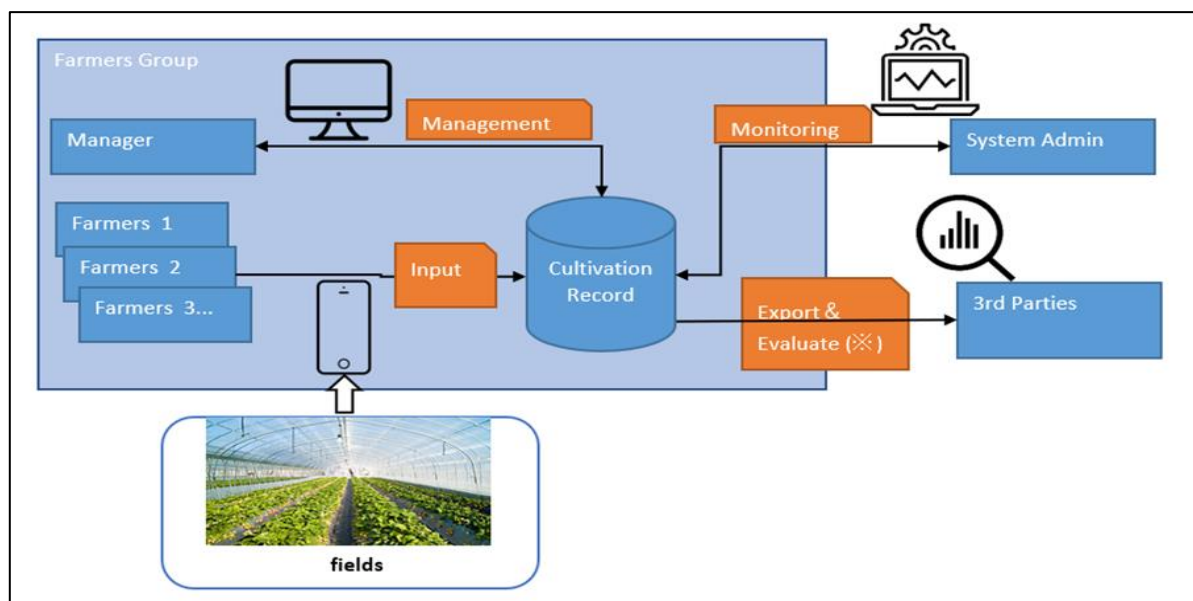 Farmers Group
Management
Monitoring
Manager
System Admin
Farmers 1
Farmers 2
Farmers 3...
Input
Cultivation
Record
Export &
Evaluate (※)
3rd Parties
fields